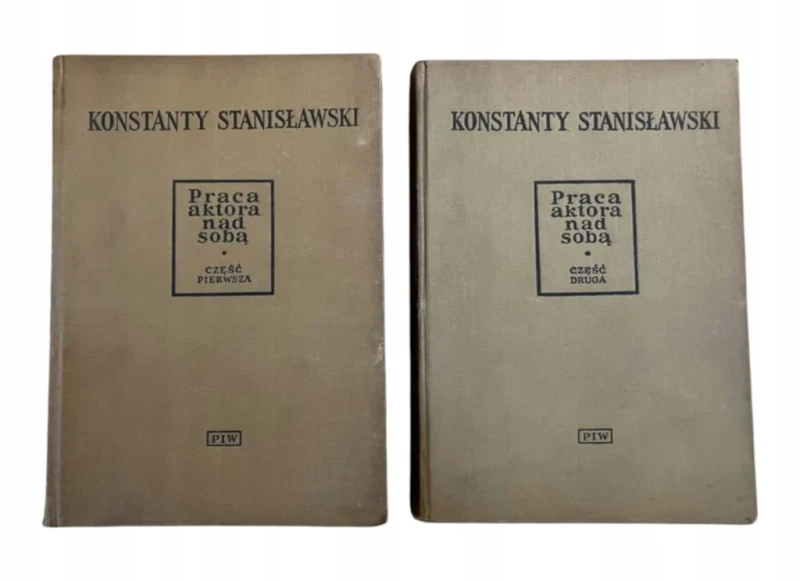 KONSTANTY STANISŁAWSKI
Praca
aktora
nad
sobą
•
CZĘŚĆ
PIERWSZA
PIW
KONSTANTY STANISŁAWSKI
Praca
aktora
nad
sobą
•
CZĘŚĆ
DRUGA
PIW